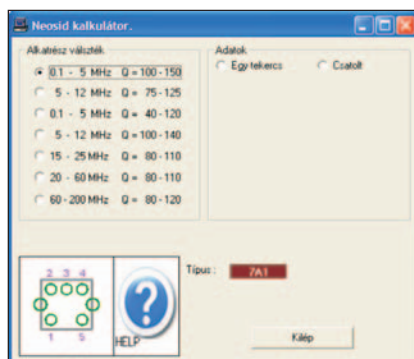 Neosid kalkulátor.
Alkatrész választék
0.1 - 5 MHz Q = 100 - 150
5 - 12 MHz Q = 75 - 125
0.1 - 5 MHz Q = 40 - 120
5 - 12 MHz Q = 100 - 140
15 - 25 MHz Q = 80 - 110
20 - 60 MHz Q = 80 - 110
60 - 200 MHz Q = 80 - 120
Adatok
Egy tekercs Csatolt
2 3 4
1 5
HELP
Típus : 7A1
Kilép